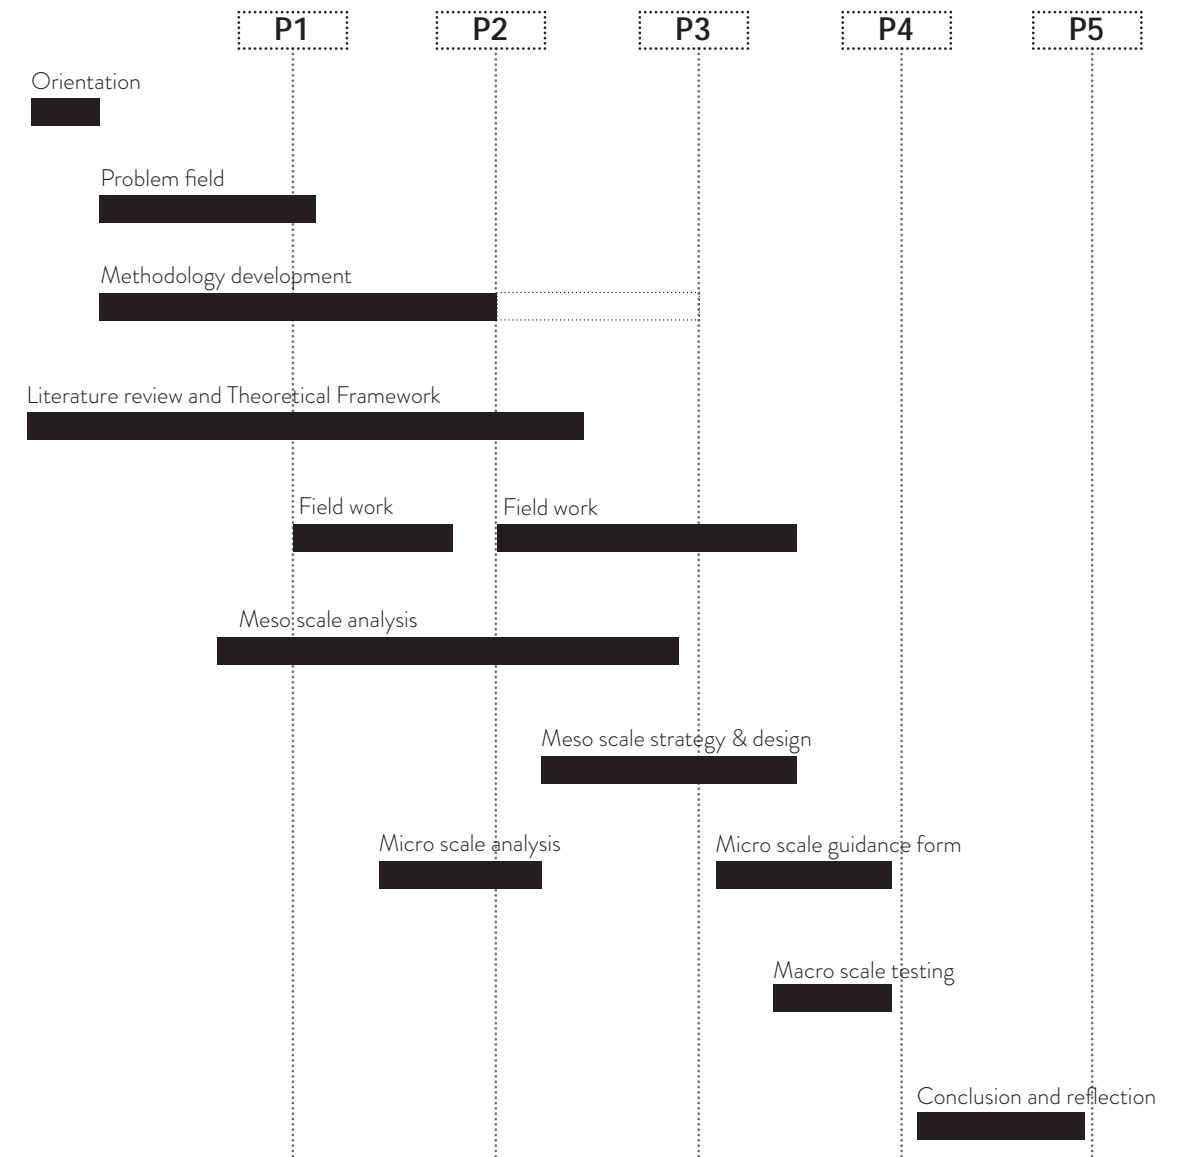 P1 P2 P3 P4 P5
Orientation
Problem field
Methodology development
Literature review and Theoretical Framework
Field work Field work
Meso scale analysis
Meso scale strategy & design
Micro scale analysis Micro scale guidance form
Macro scale testing
Conclusion and reflection